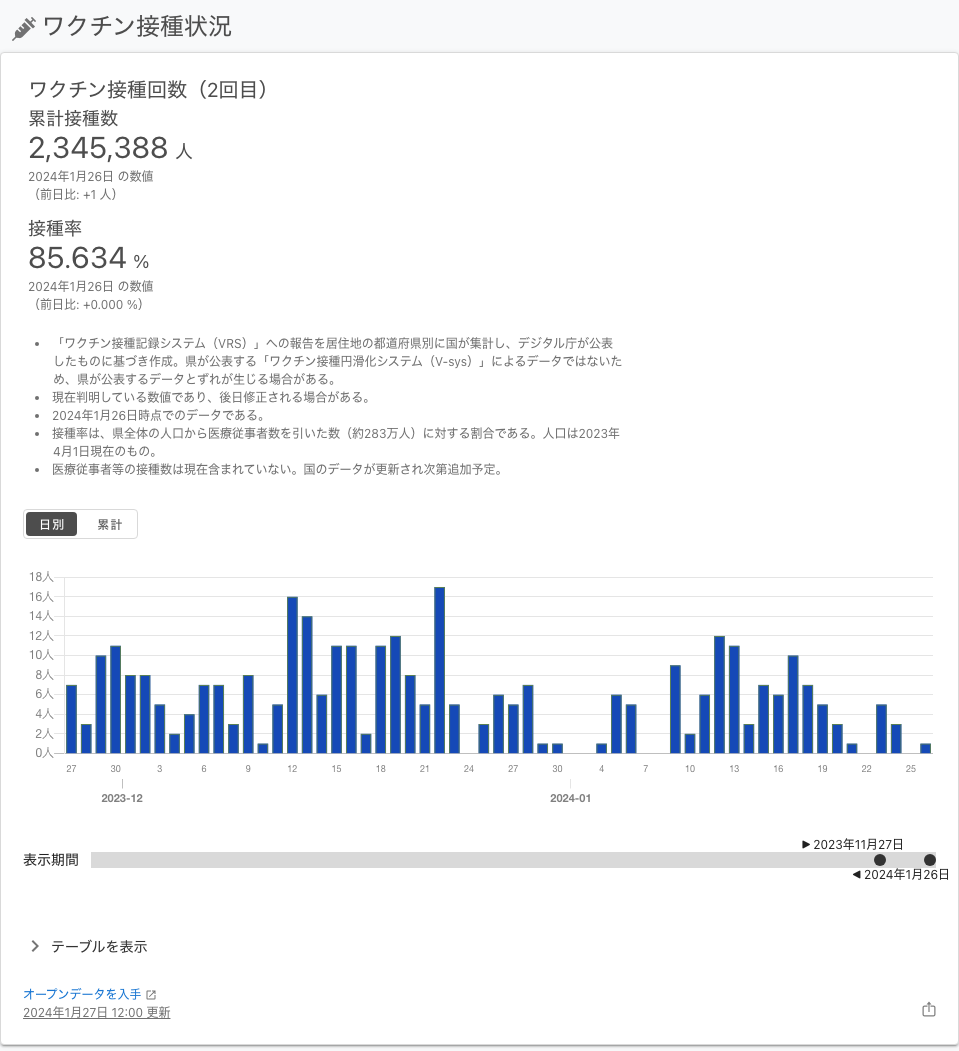 ワクチン接種状況
ワクチン接種回数（2回目）
累計接種数
2,345,388 人
2024年1月26日 の数値
（前日比: +1 人）
接種率
85.634 %
2024年1月26日 の数値
（前日比: +0.000 %）
• 「ワクチン接種記録システム（VRS）」への報告を居住地の都道府県別に国が集計し、デジタル庁が公表
したものに基づき作成。県が公表する「ワクチン接種円滑化システム（V-sys）」によるデータではないた
め、県が公表するデータとずれが生じる場合がある。
• 現在判明している数値であり、後日修正される場合がある。
• 2024年1月26日時点でのデータである。
• 接種率は、県全体の人口から医療従事者数を引いた数（約283万人）に対する割合である。人口は2023年
4月1日現在のもの。
• 医療従事者等の接種数は現在含まれていない。国のデータが更新され次第追加予定。
日別 累計
18人
16人
14人
12人
10人
8人
6人
4人
2人
0人
27 30 3 6 9 12 15 18 21 24 27 30 4 7 10 13 16 19 22 25
2023-12 2024-01
▶ 2023年11月27日
表示期間
◀ 2024年1月26日
テーブルを表示
オープンデータを入手
2024年1月27日 12:00 更新